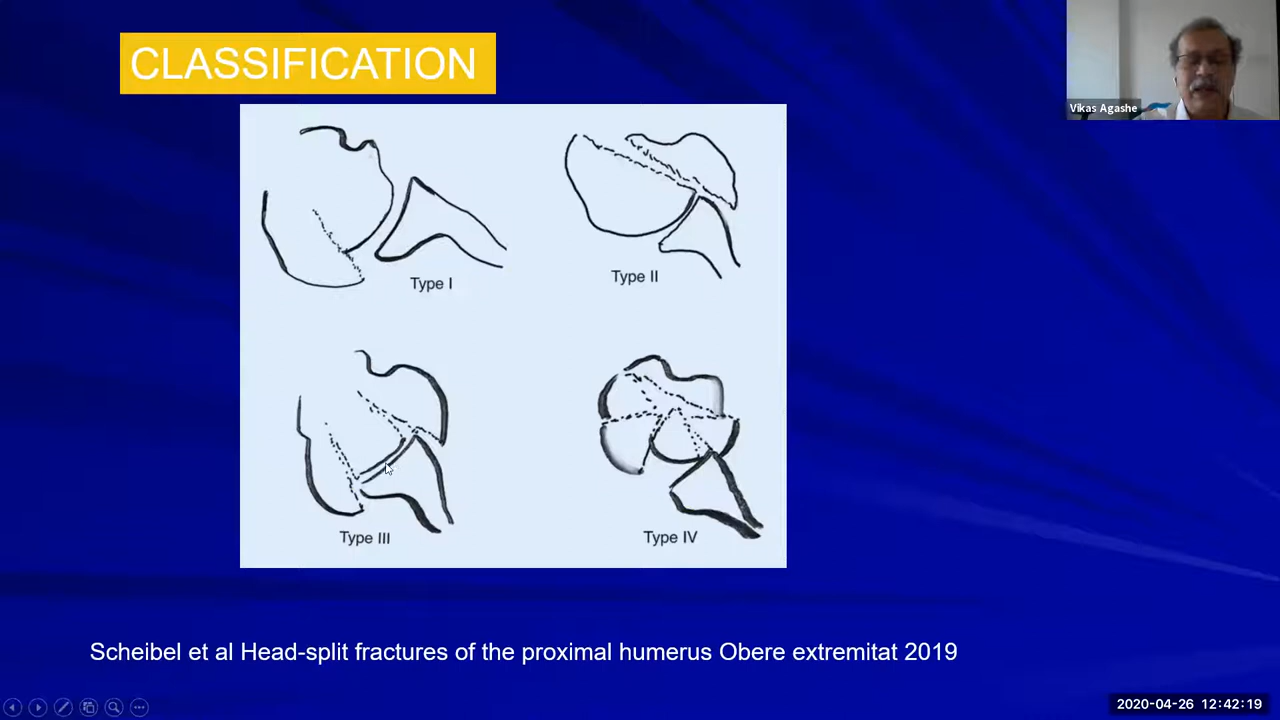 CLASSIFICATION
Vikas Agashe
Type I
Type II
Type III
Type IV
Scheibel et al Head-split fractures of the proximal humerus Obere extremitat 2019
2020-04-26 12:42:19